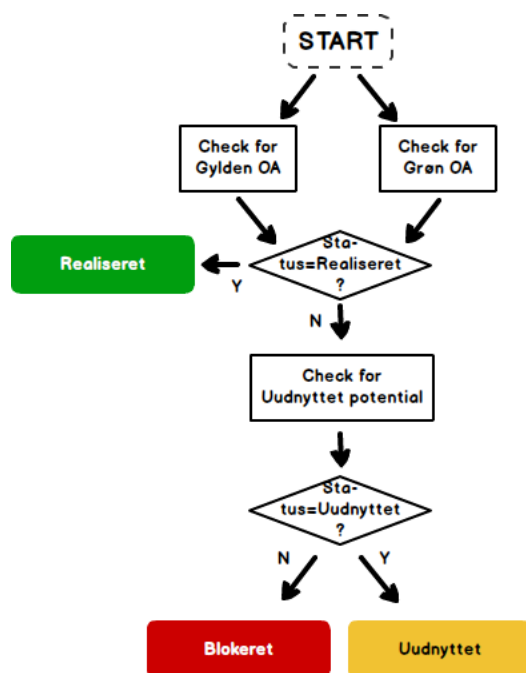 START
Check for
Gylden OA
Check for
Grøn OA
Sta-
tus=Realiseret
?
Realiseret
Y
N
Check for
Uudnyttet potential
Sta-
tus=Uudnyttet
?
N
Y
Blokeret
Uudnyttet